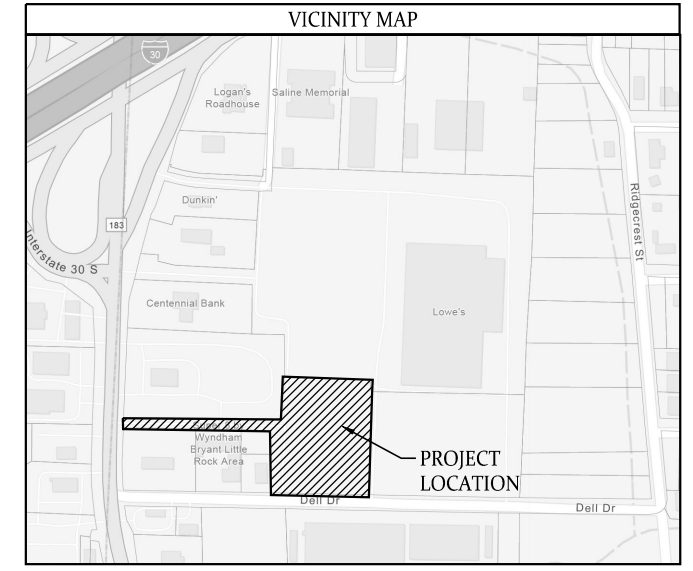 VICINITY MAP
30
Logan's
Roadhouse
Saline Memorial
Dunkin'
183
Interstate 30 S
Ridgecrest St
Centennial Bank
Lowe's
Wyndham
Bryant Little
Rock Area
PROJECT
LOCATION
Dell Dr
Dell Dr